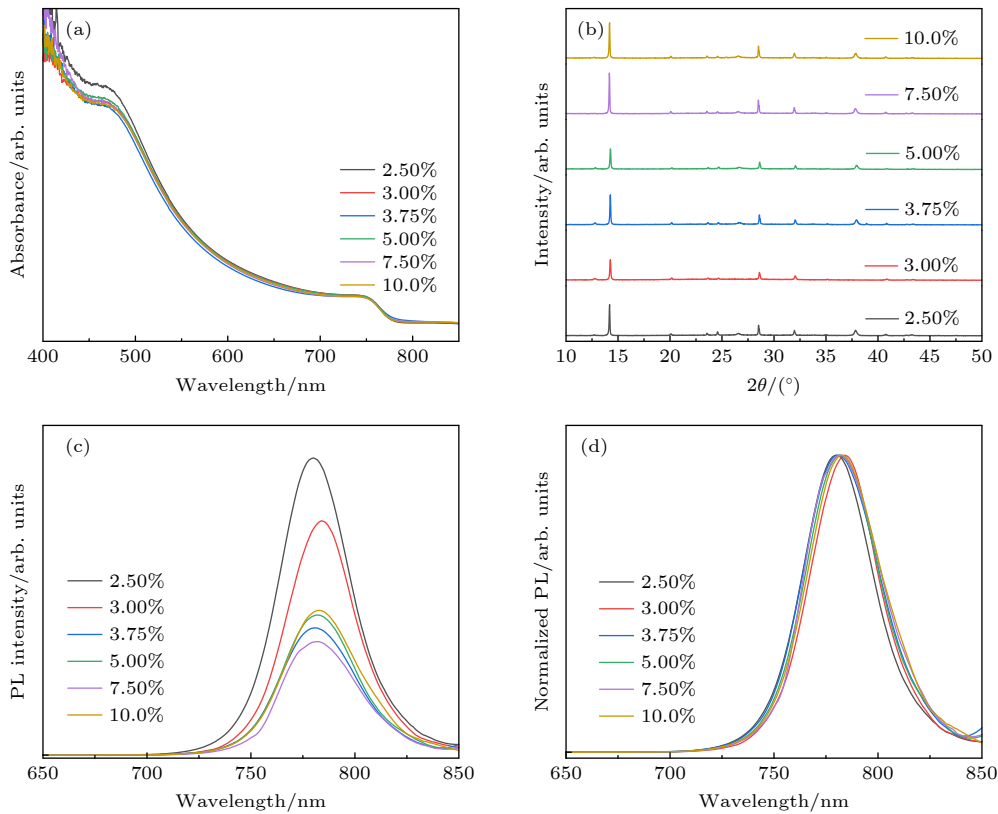 (a)
Absorbance/arb. units
2.50%
3.00%
3.75%
5.00%
7.50%
10.0%
400 500 600 700 800
Wavelength/nm
(b)
Intensity/arb. units
10.0%
7.50%
5.00%
3.75%
3.00%
2.50%
10 15 20 25 30 35 40 45 50
2θ/(°)
(c)
PL intensity/arb. units
2.50%
3.00%
3.75%
5.00%
7.50%
10.0%
650 700 750 800 850
Wavelength/nm
(d)
Normalized PL/arb. units
2.50%
3.00%
3.75%
5.00%
7.50%
10.0%
650 700 750 800 850
Wavelength/nm